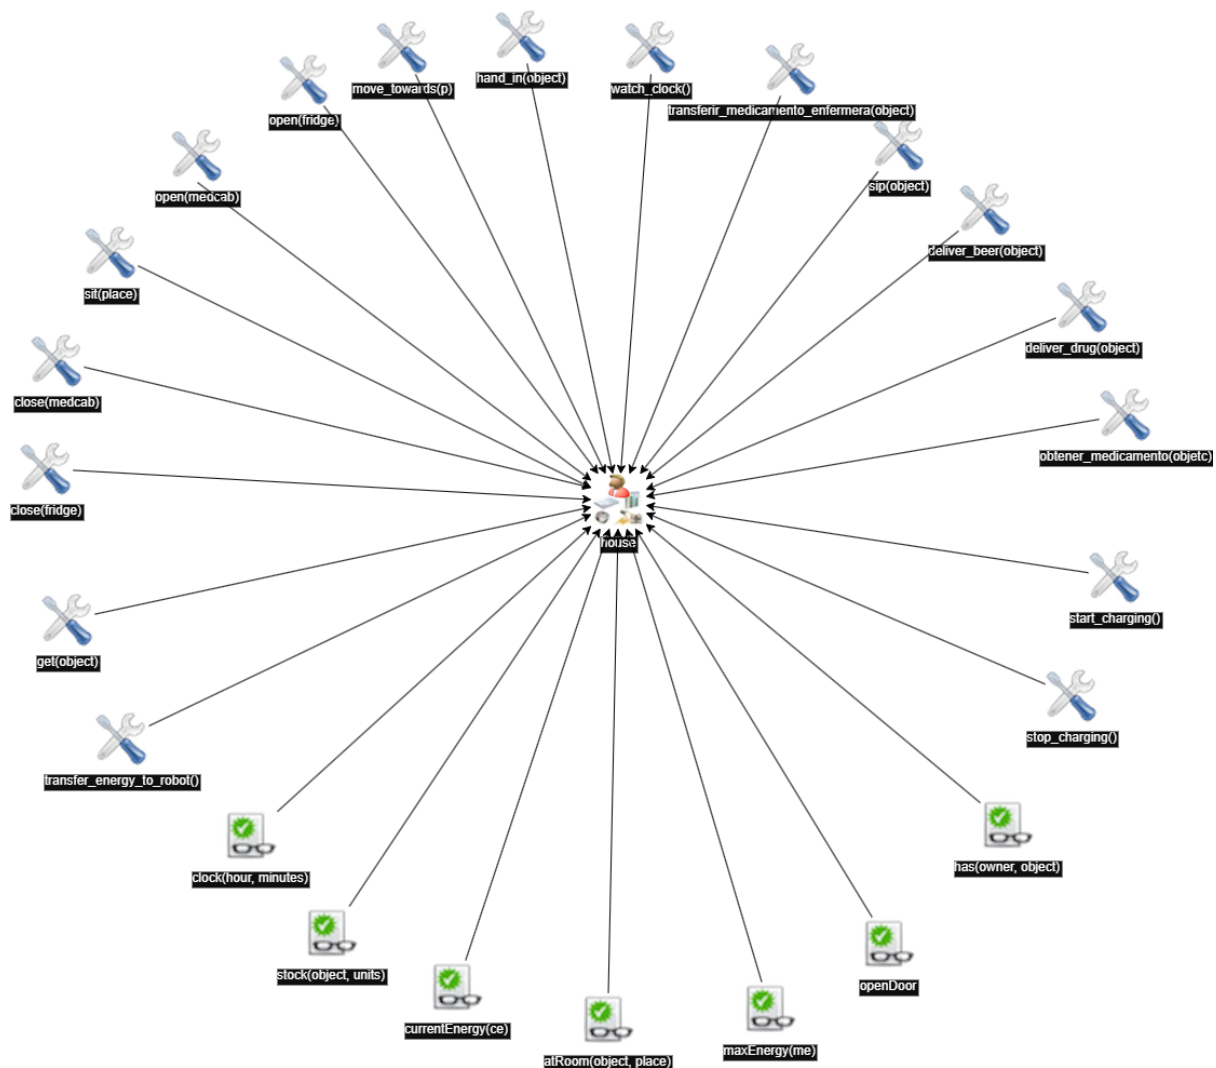 hand_in(object)
move_towards(p)
watch_clock()
transferir_medicamento_enfermera(object)
open(fridge)
sip(object)
open(medcab)
deliver_beer(object)
sit(place)
deliver_drug(object)
close(medcab)
obtener_medicamento(objetc)
close(fridge)
house
start_charging()
get(object)
stop_charging()
transfer_energy_to_robot()
has(owner, object)
clock(hour, minutes)
stock(object, units)
openDoor
currentEnergy(ce)
maxEnergy(me)
atRoom(object, place)